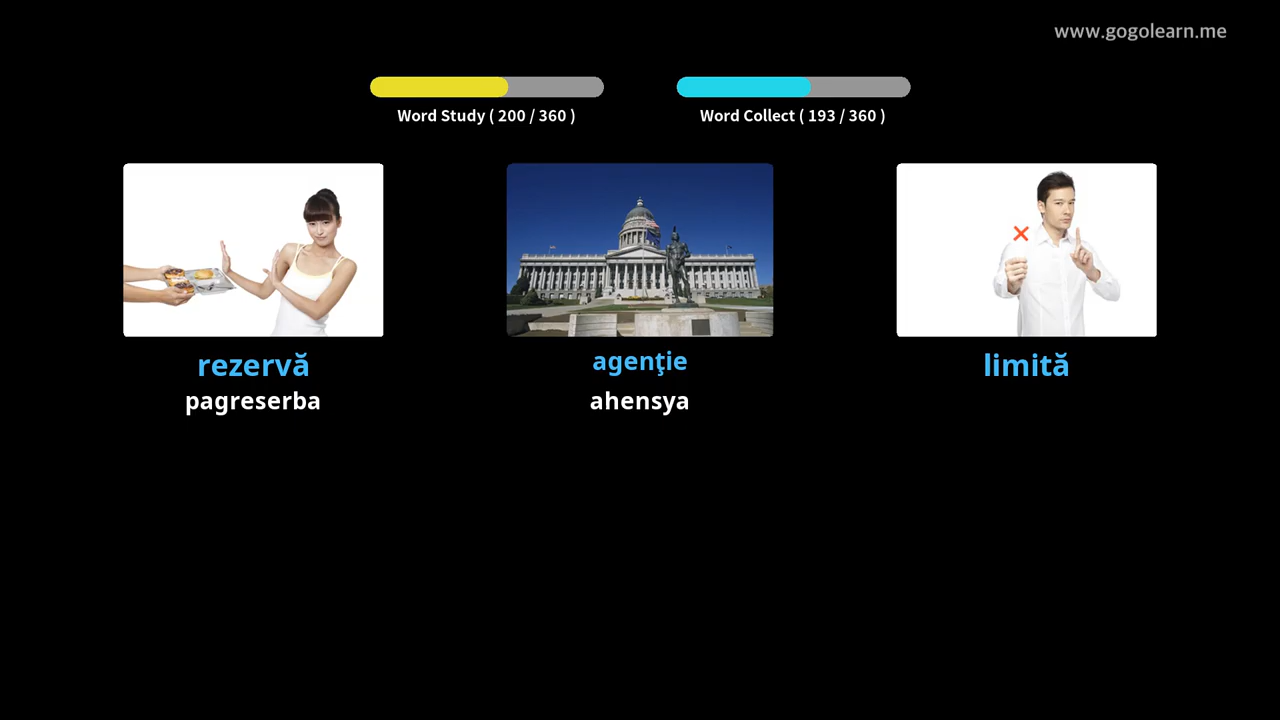 www.gogolearn.me
Word Study ( 200 / 360 )
Word Collect ( 193 / 360 )
rezervă
agenţie
limită
pagreserba
ahensya